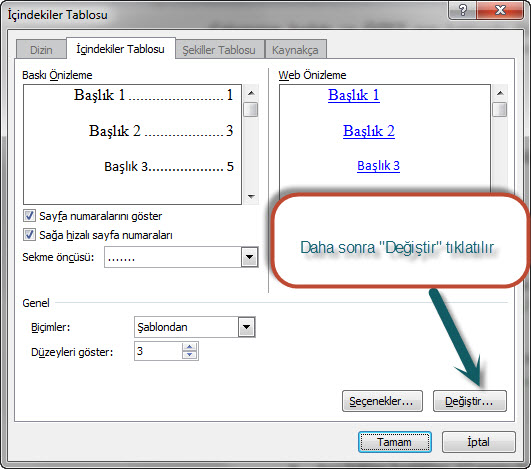 İçindekiler Tablosu
Dizin İçindekiler Tablosu Şekiller Tablosu Kaynakça
Baskı Önizleme
Başlık 1 ........................ 1
Başlık 2 .................... 3
Başlık 3.................... 5
Web Önizleme
Başlık 1
Başlık 2
Başlık 3
Sayfa numaralarını göster
Sağa hizalı sayfa numaraları
Sekme öncüsü: .......
Daha sonra "Değiştir" tıklatılır
Genel
Biçimler: Şablondan
Düzeyleri göster: 3
Seçenekler... Değiştir...
Tamam İptal